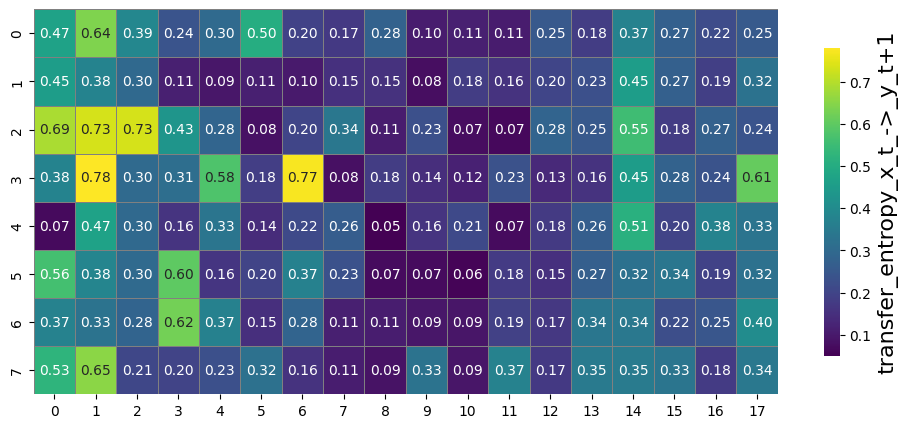 0 0.47 0.64 0.39 0.24 0.30 0.50 0.20 0.17 0.28 0.10 0.11 0.11 0.25 0.18 0.37 0.27 0.22 0.25
1 0.45 0.38 0.30 0.11 0.09 0.11 0.10 0.15 0.15 0.08 0.18 0.16 0.20 0.23 0.45 0.27 0.19 0.32
2 0.69 0.73 0.73 0.43 0.28 0.08 0.20 0.34 0.11 0.23 0.07 0.07 0.28 0.25 0.55 0.18 0.27 0.24
3 0.38 0.78 0.30 0.31 0.58 0.18 0.77 0.08 0.18 0.14 0.12 0.23 0.13 0.16 0.45 0.28 0.24 0.61
4 0.07 0.47 0.30 0.16 0.33 0.14 0.22 0.26 0.05 0.16 0.21 0.07 0.18 0.26 0.51 0.20 0.38 0.33
5 0.56 0.38 0.30 0.60 0.16 0.20 0.37 0.23 0.07 0.07 0.06 0.18 0.15 0.27 0.32 0.34 0.19 0.32
6 0.37 0.33 0.28 0.62 0.37 0.15 0.28 0.11 0.11 0.09 0.09 0.19 0.17 0.34 0.34 0.22 0.25 0.40
7 0.53 0.65 0.21 0.20 0.23 0.32 0.16 0.11 0.09 0.33 0.09 0.37 0.17 0.35 0.35 0.33 0.18 0.34
0 1 2 3 4 5 6 7 8 9 10 11 12 13 14 15 16 17
0.7
0.6
0.5
0.4
0.3
0.2
0.1
transfer_entropy_x_t_->_y_t+1